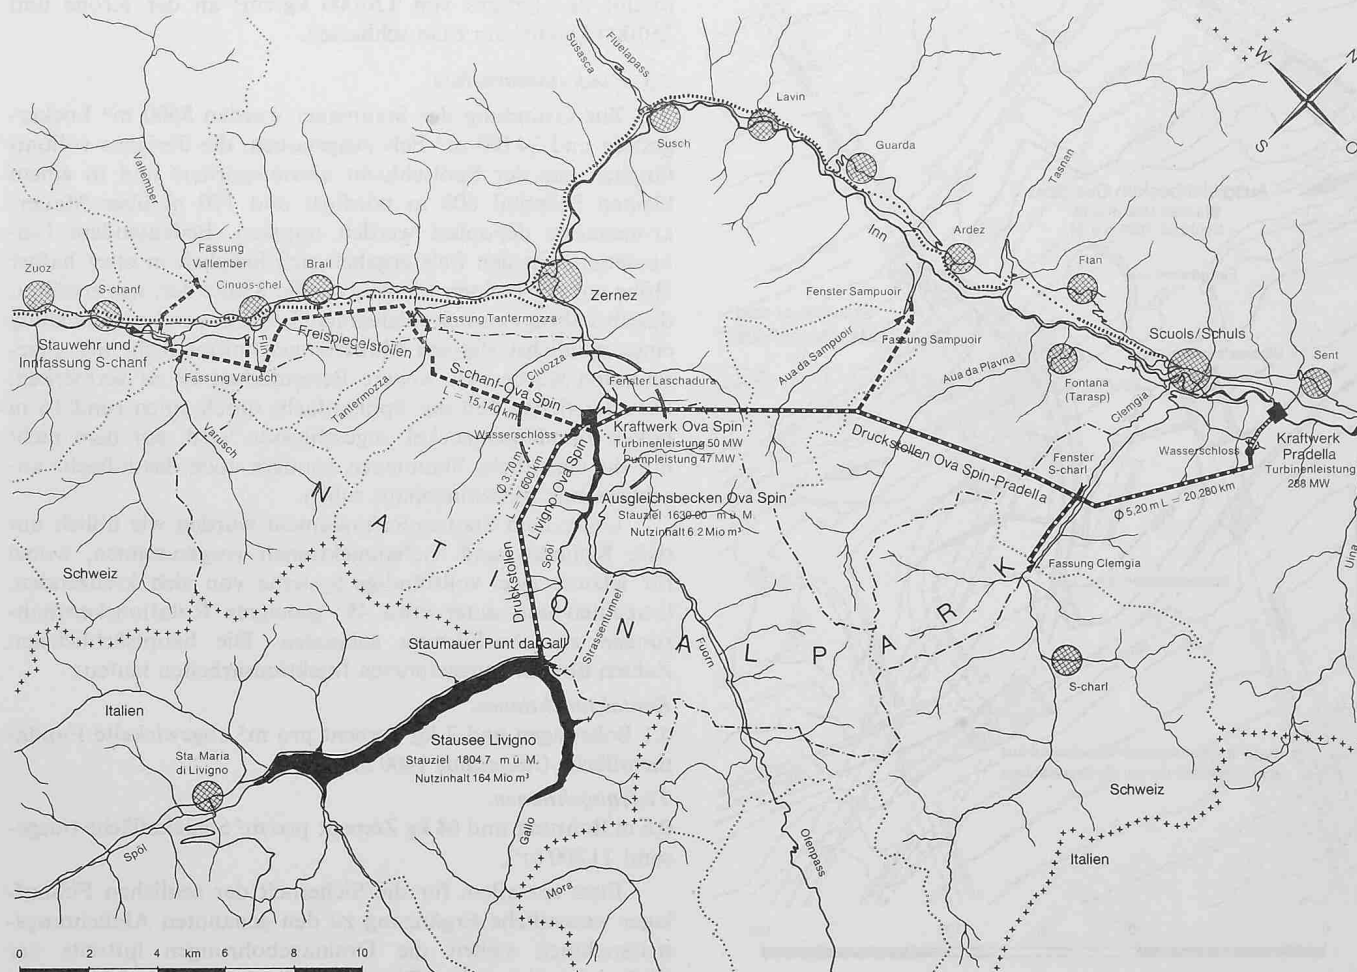 Flüelapass
Susasca
Susch
Lavin
Guarda
W
N
S
O
Tasnan
Vallember
Fassung
Vallember
Zuoz
S-chanf
Cinuos-chel
Brail
Zernez
Inn
Ardez
Ftan
Fenster Sampuoir
Fassung Tantermozza
Stauwehr und
Innfassung S-chanf
Flin
Freispiegelstollen
Fassung Varusch
Aua da Sampuoir
Fassung Sampuoir
Scuols/Schuls
Sent
Aua da Plavna
Fontana
(Tarasp)
Clemgia
Tantermozza
Cluozza
Fenster Laschadura
S-chanf-Ova Spin
L = 15,140 km
Varusch
Wasserschloss
Kraftwerk Ova Spin
Turbinenleistung 50 MW
Pumpleistung 47 MW
Druckstollen Ova Spin-Pradella
Fenster
S-charl
Wasserschloss
Kraftwerk
Pradella
Turbinenleistung
288 MW
∅ 5,20 m L = 20.280 km
Druckstollen Livigno-Ova Spin
Ausgleichsbecken Ova Spin
Stauziel 1630.00 m ü. M.
Nutzinhalt 6.2 Mio m³
Spöl
Strassentunnel
Fuorn
Fassung Clemgia
Uina
NATIONALPARK
Schweiz
Staumauer Punt dal Gall
S-charl
Italien
Sta. Maria
di Livigno
Stausee Livigno
Stauziel 1804.7 m ü. M.
Nutzinhalt 164 Mio m³
Schweiz
Italien
Spöl
Gallo
Mora
Ofenpass
0 2 4 km 8 10